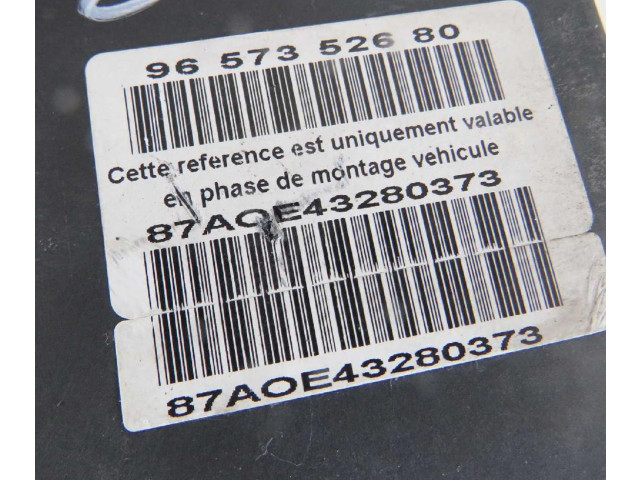 96 573 526 80
Cette reference est uniquement valable
en phase de montage vehicule
87AOE43280373
87AOE43280373